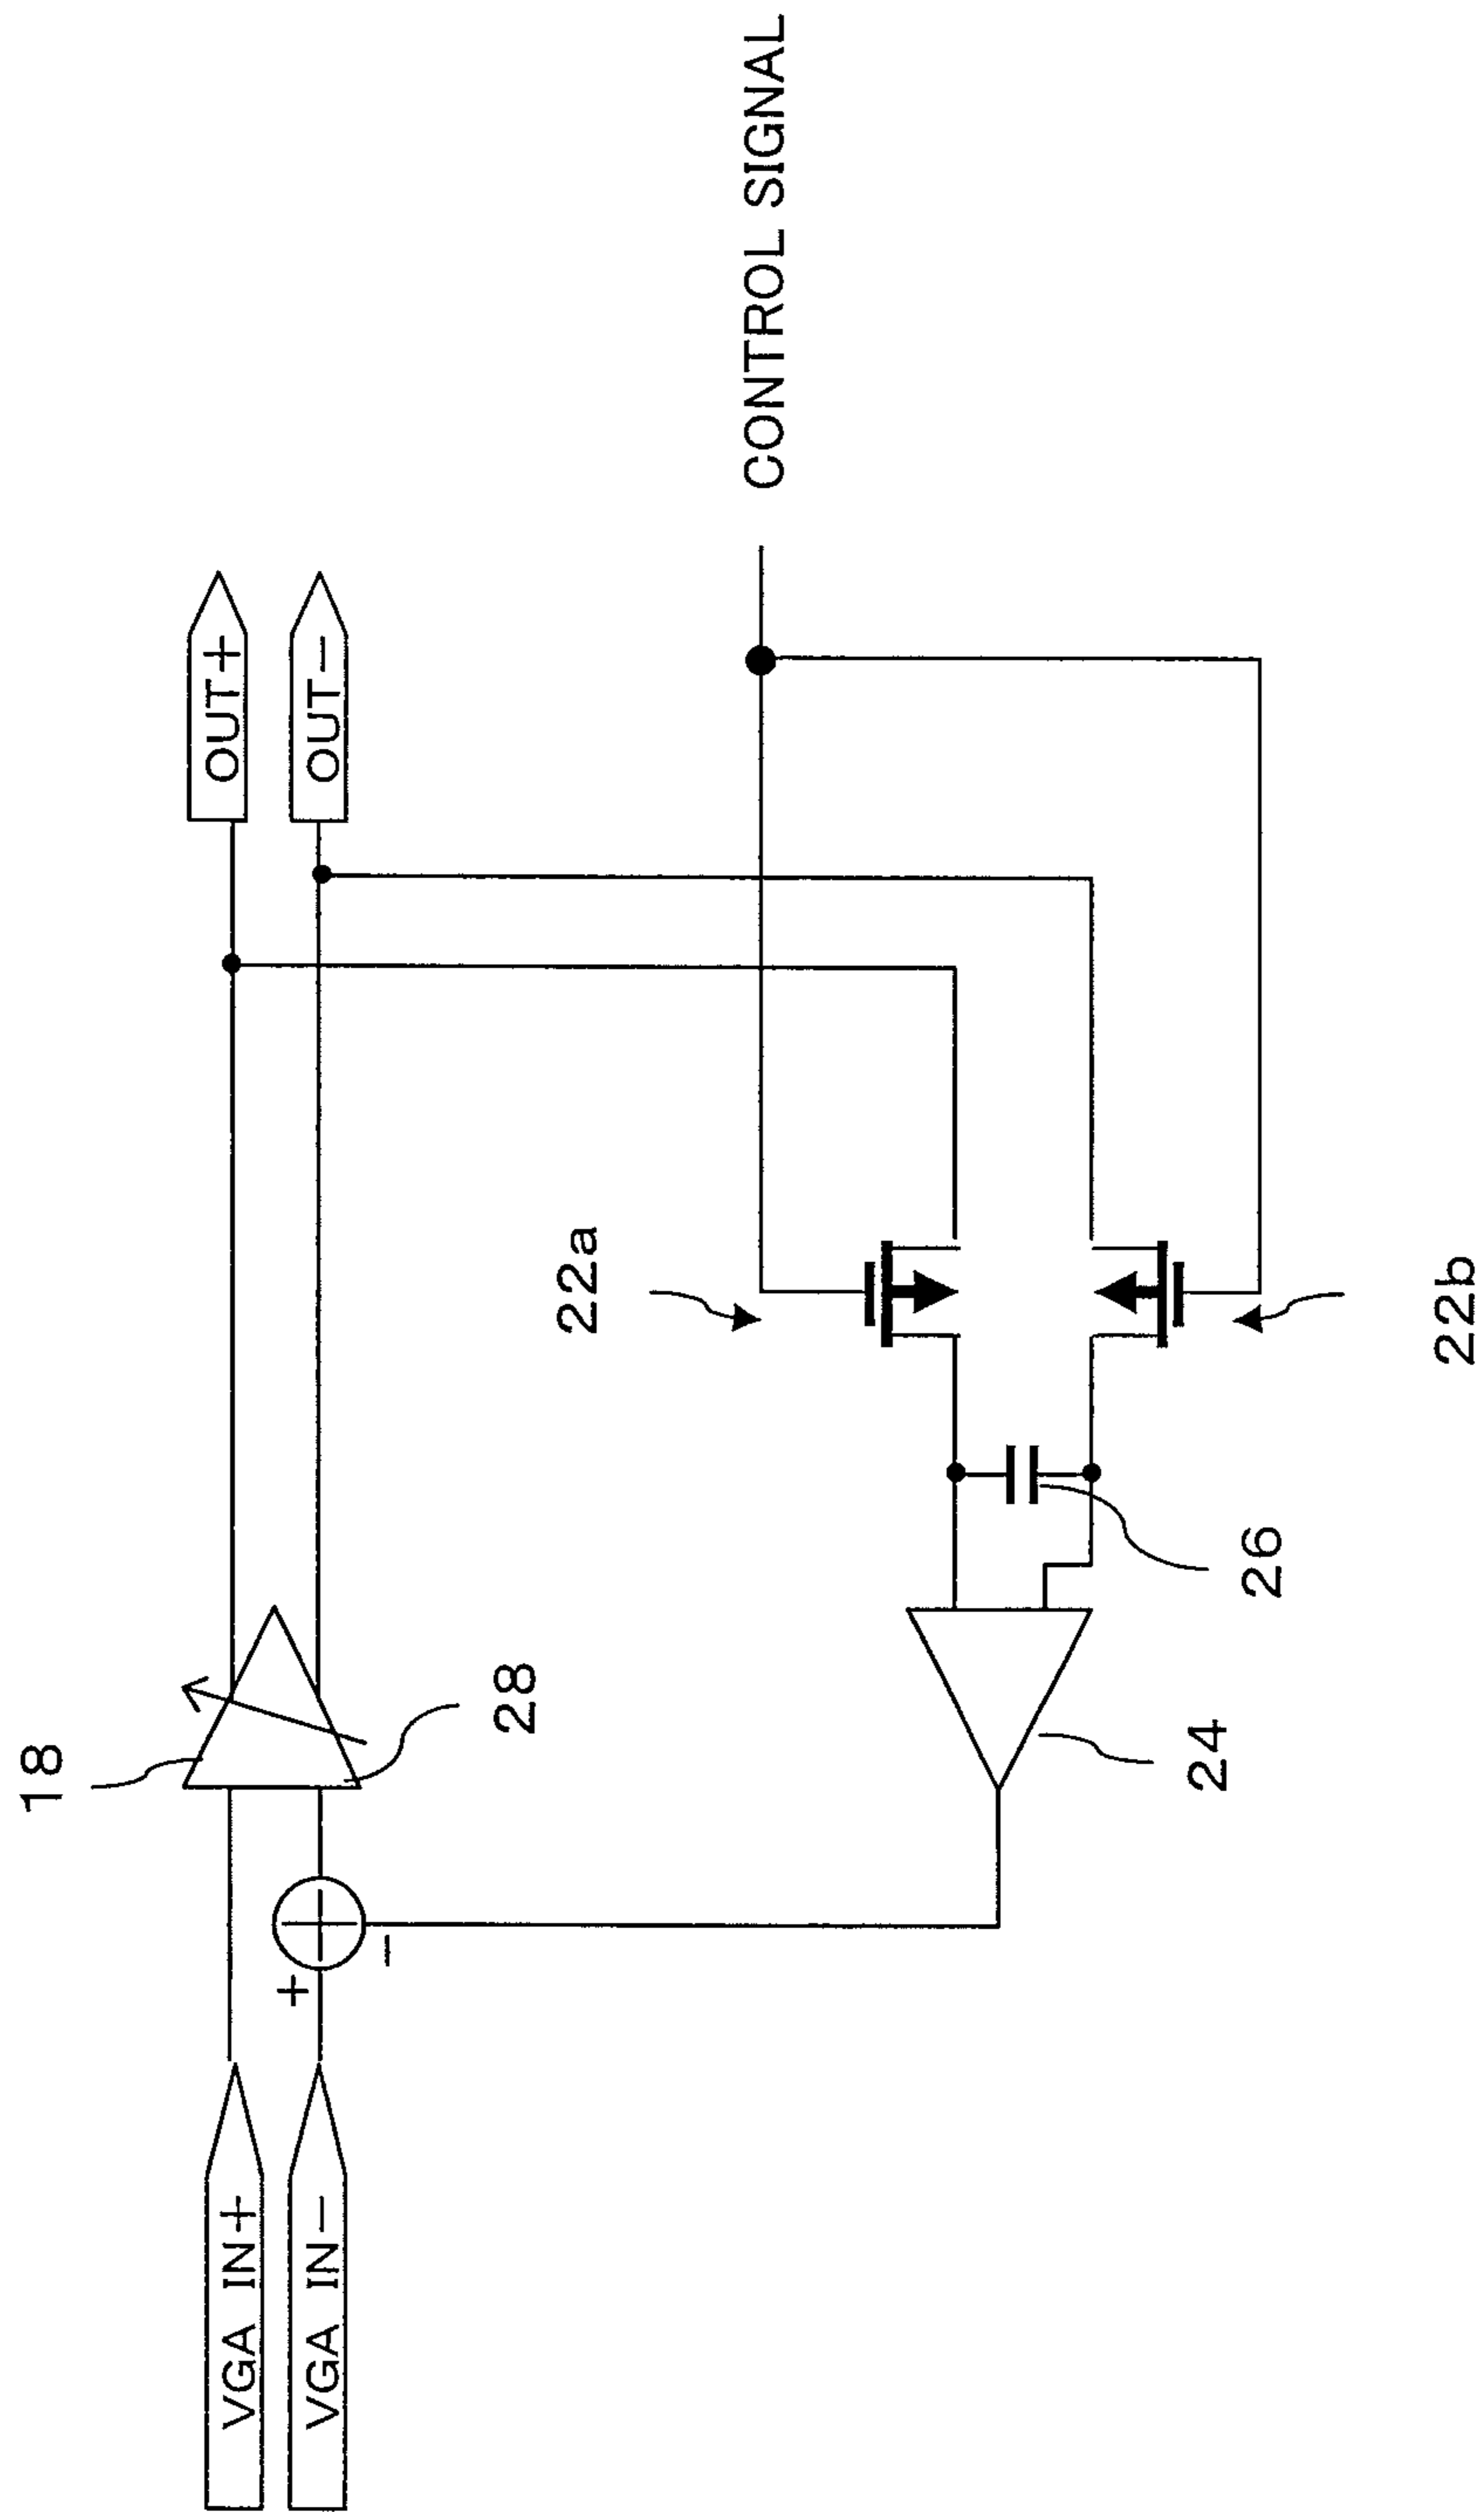 VGA IN+
VGA IN−
+
−
18
28
OUT+
OUT−
22a
CONTROL SIGNAL
24
26
22b